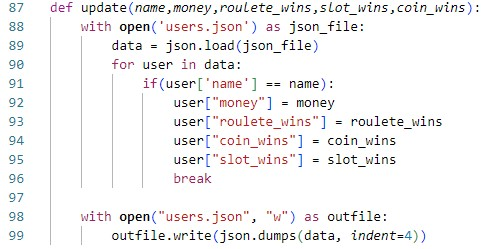 87 def update(name,money,roulete_wins,slot_wins,coin_wins):
88     with open('users.json') as json_file:
89         data = json.load(json_file)
90         for user in data:
91             if(user['name'] == name):
92                 user["money"] = money
93                 user["roulete_wins"] = roulete_wins
94                 user["coin_wins"] = coin_wins
95                 user["slot_wins"] = slot_wins
96                 break
97
98     with open("users.json", "w") as outfile:
99         outfile.write(json.dumps(data, indent=4))